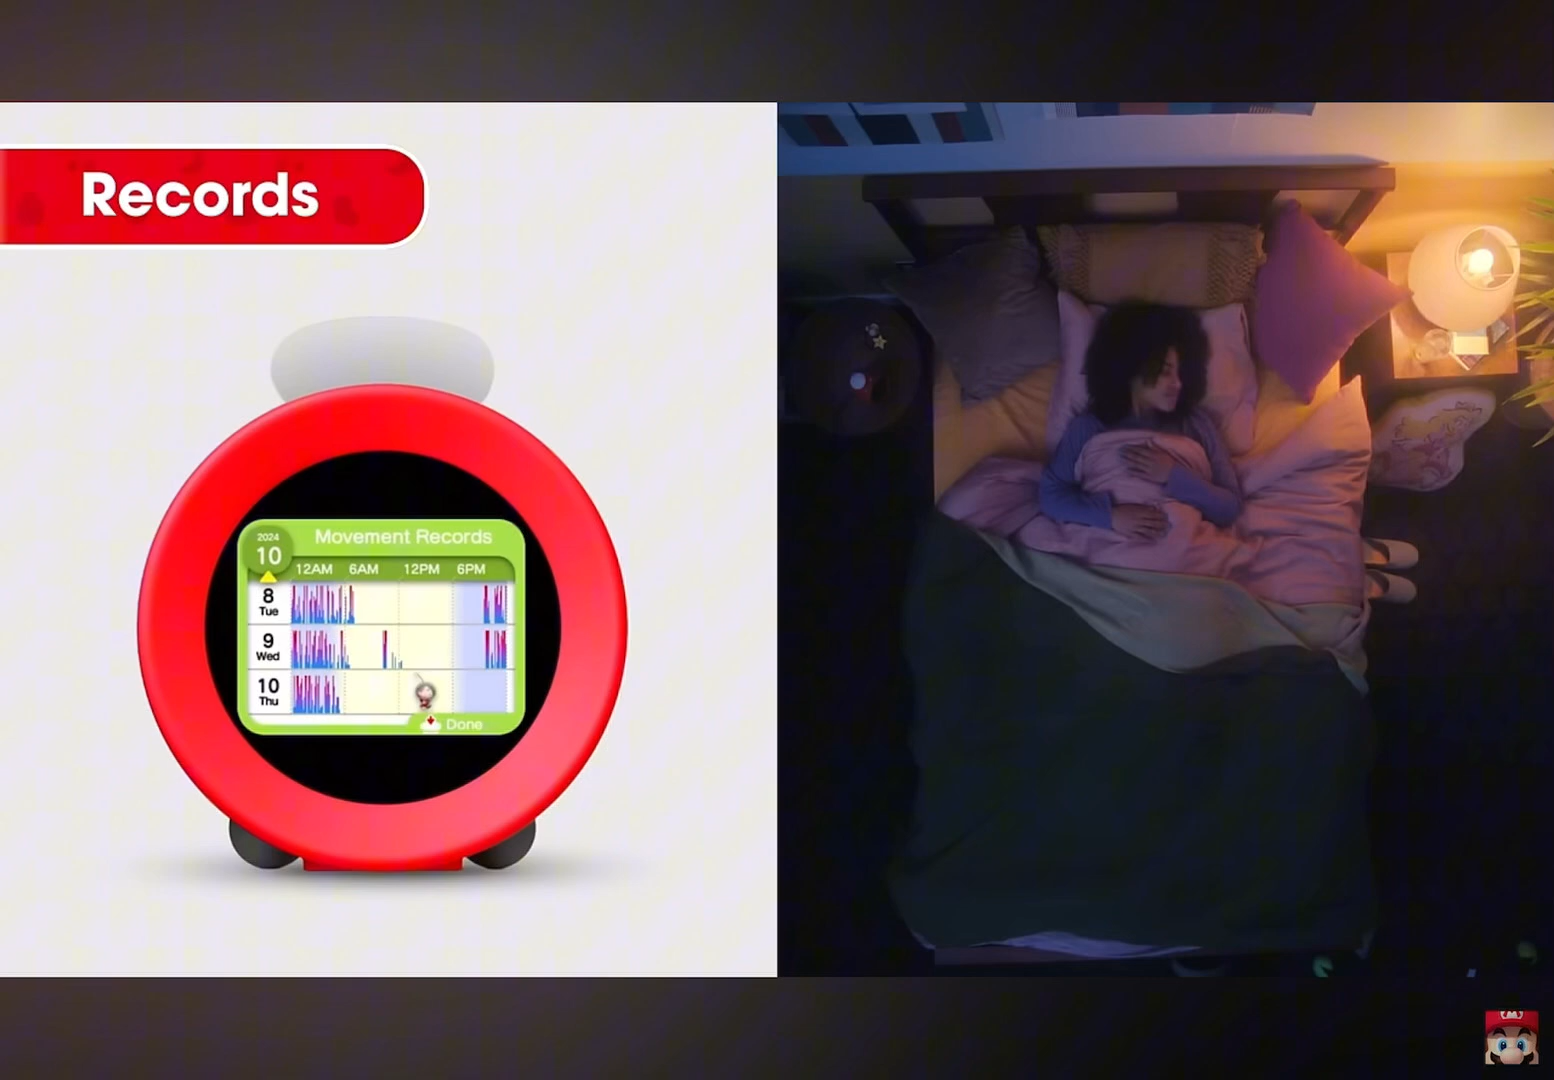 Records
2024
10
Movement Records
12AM 6AM 12PM 6PM
8
Tue
9
Wed
10
Thu
Done
M